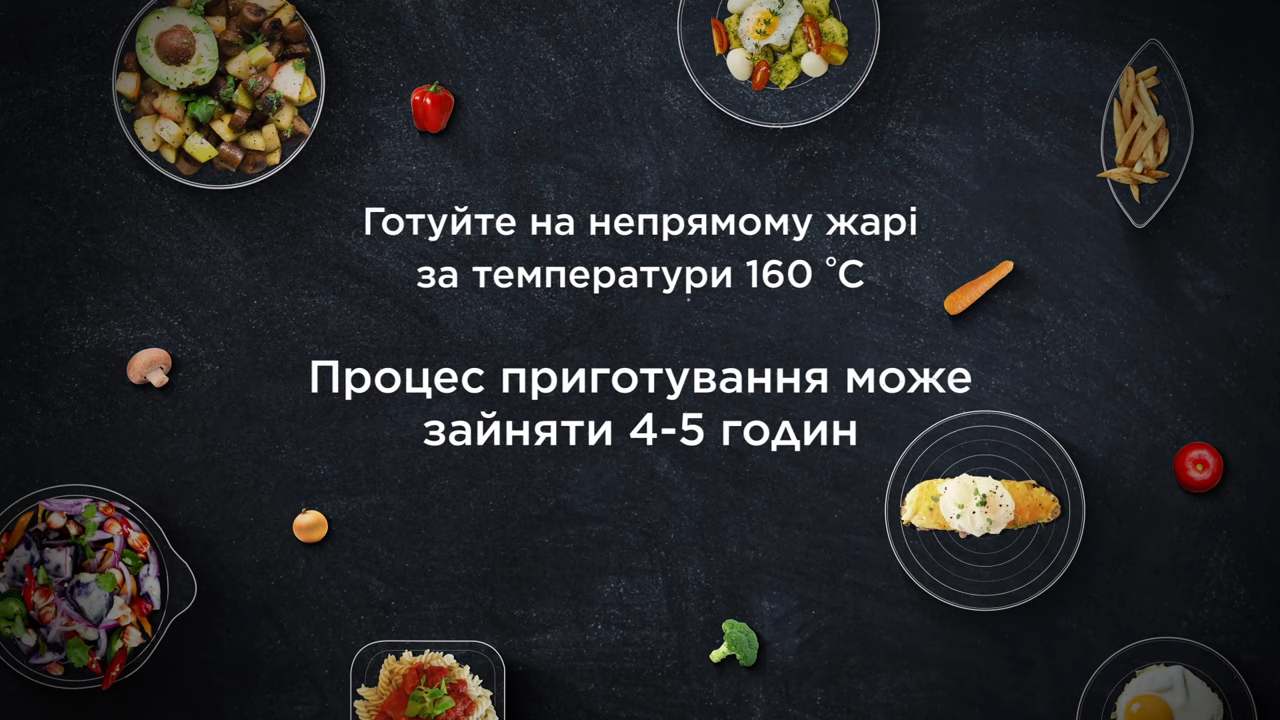 Готуйте на непрямому жарі
за температури 160 °C
Процес приготування може
зайняти 4-5 годин